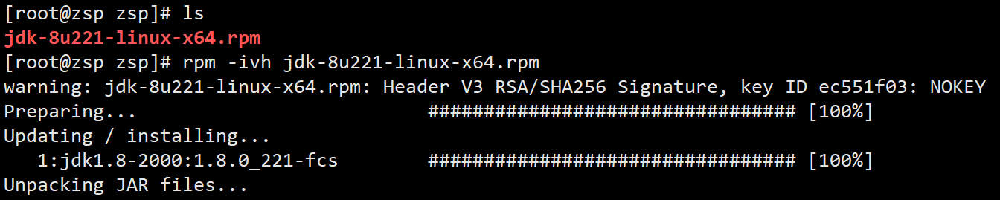 [root@zsp zsp]# ls
jdk-8u221-linux-x64.rpm
[root@zsp zsp]# rpm -ivh jdk-8u221-linux-x64.rpm
warning: jdk-8u221-linux-x64.rpm: Header V3 RSA/SHA256 Signature, key ID ec551f03: NOKEY
Preparing...                          ################################# [100%]
Updating / installing...
   1:jdk1.8-2000:1.8.0_221-fcs        ################################# [100%]
Unpacking JAR files...